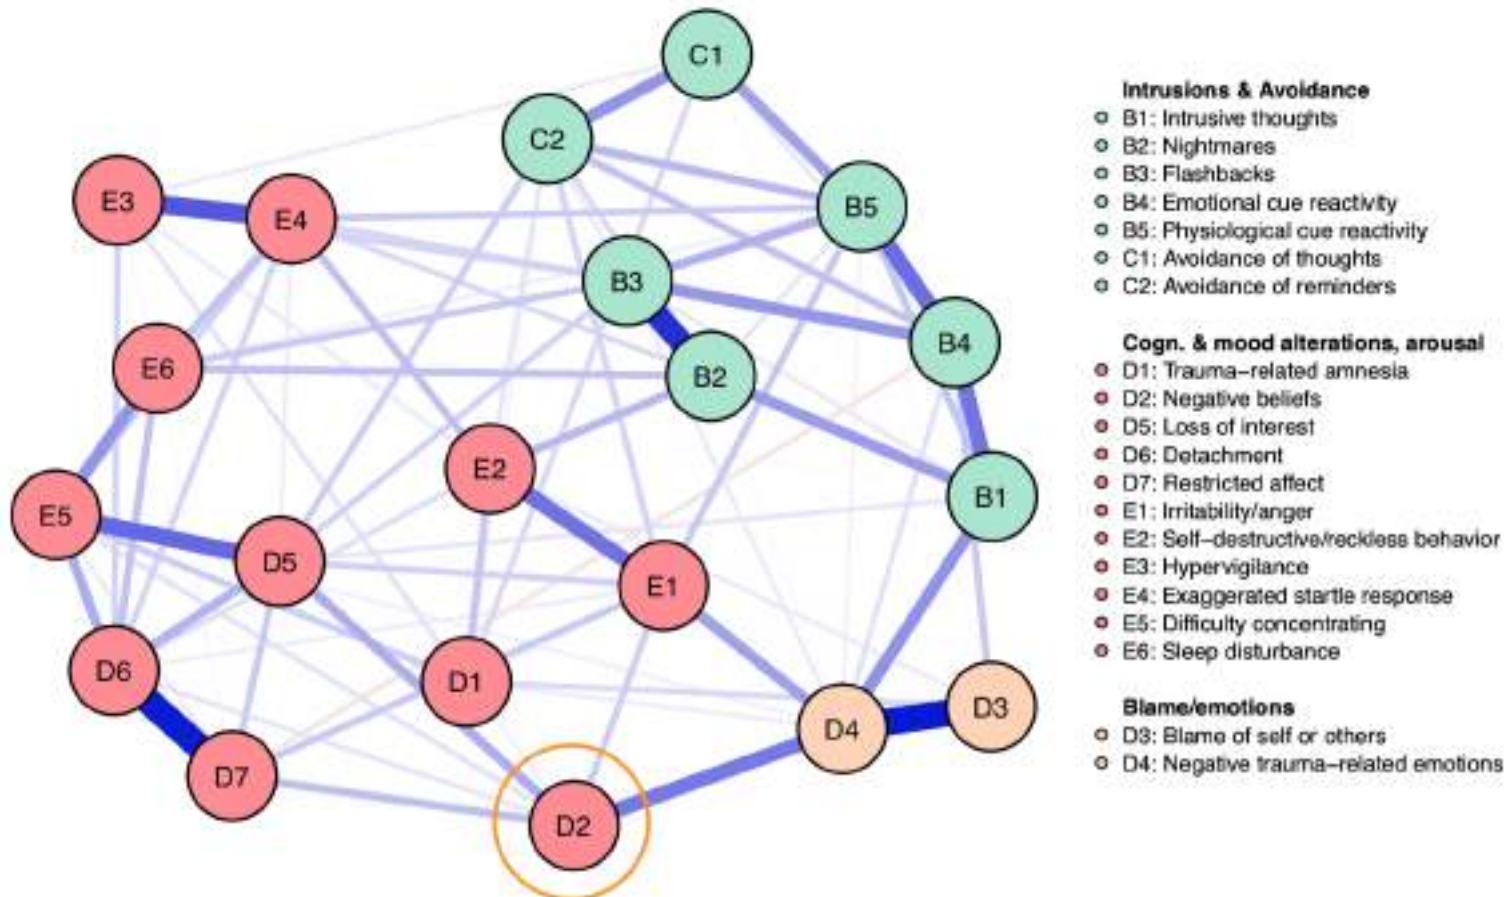 C1
C2
E3
E4
B5
B3
E6
B4
B2
E2
B1
E5
D5
E1
D6
D1
D3
D4
D7
D2
Intrusions & Avoidance
B1: Intrusive thoughts
B2: Nightmares
B3: Flashbacks
B4: Emotional cue reactivity
B5: Physiological cue reactivity
C1: Avoidance of thoughts
C2: Avoidance of reminders
Cogn. & mood alterations, arousal
D1: Trauma−related amnesia
D2: Negative beliefs
D5: Loss of interest
D6: Detachment
D7: Restricted affect
E1: Irritability/anger
E2: Self−destructive/reckless behavior
E3: Hypervigilance
E4: Exaggerated startle response
E5: Difficulty concentrating
E6: Sleep disturbance
Blame/emotions
D3: Blame of self or others
D4: Negative trauma−related emotions